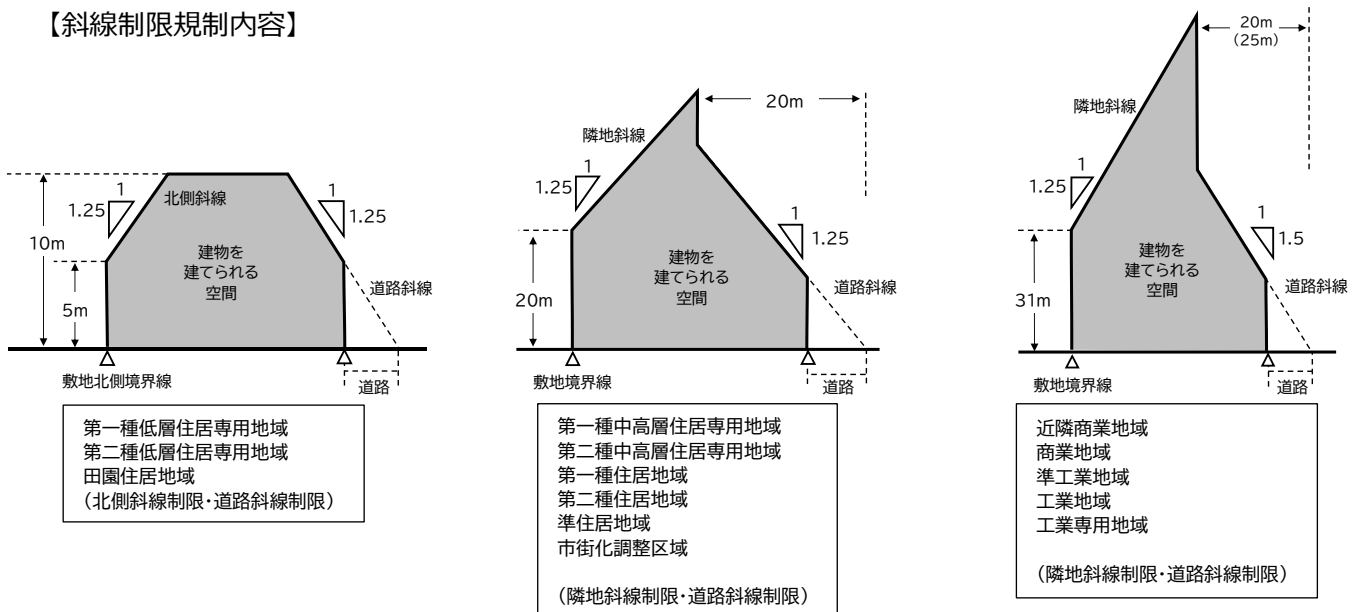 【斜線制限規制内容】
10m
5m
1
1.25
北側斜線
1
1.25
建物を
建てられる
空間
道路斜線
敷地北側境界線
道路
第一種低層住居専用地域
第二種低層住居専用地域
田園住居地域
(北側斜線制限・道路斜線制限)
20m
隣地斜線
1
1.25
1
1.25
建物を
建てられる
空間
20m
道路斜線
敷地境界線
道路
第一種中高層住居専用地域
第二種中高層住居専用地域
第一種住居地域
第二種住居地域
準住居地域
市街化調整区域
(隣地斜線制限・道路斜線制限)
20m
(25m)
隣地斜線
1
1.25
1
1.5
建物を
建てられる
空間
31m
道路斜線
敷地境界線
道路
近隣商業地域
商業地域
準工業地域
工業地域
工業専用地域
(隣地斜線制限・道路斜線制限)